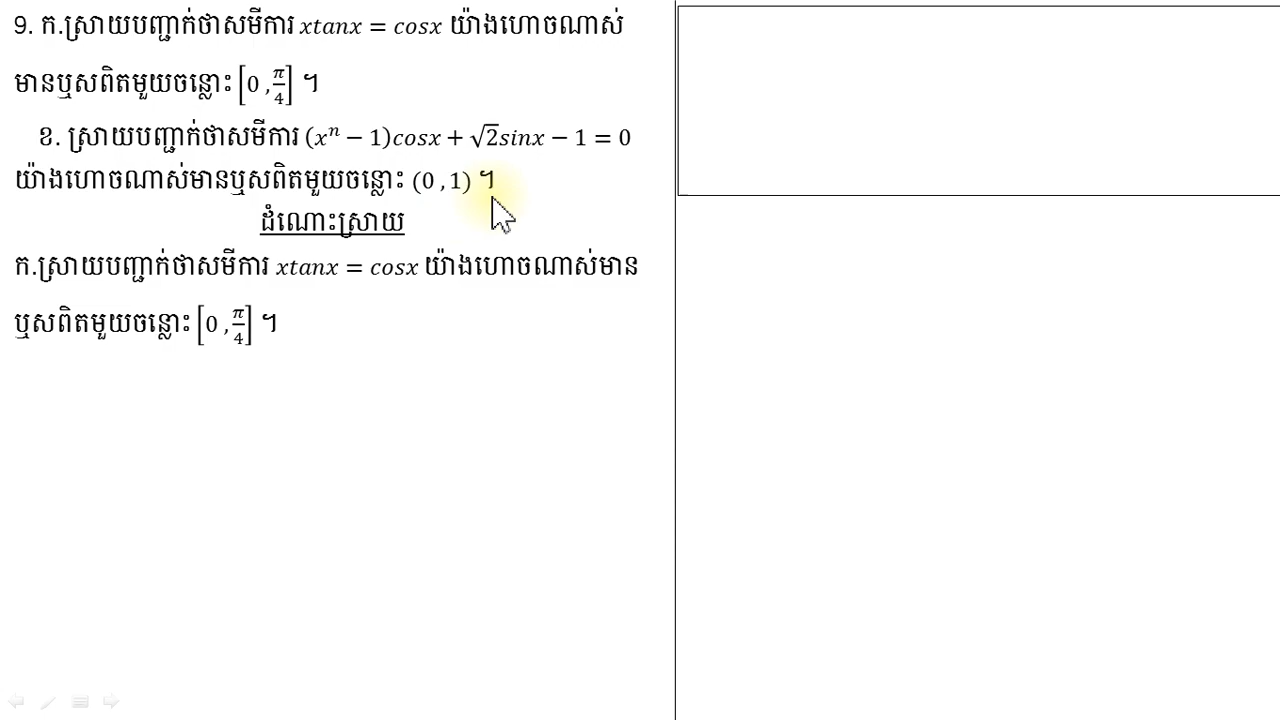 9. ក.ស្រាយបញ្ជាក់ថាសមីការ xtanx = cosx យ៉ាងហោចណាស់
មានឬសពិតមួយចន្លោះ [0 , π/4] ។
ខ. ស្រាយបញ្ជាក់ថាសមីការ (xⁿ − 1)cosx + √2sinx − 1 = 0
យ៉ាងហោចណាស់មានឬសពិតមួយចន្លោះ (0 , 1) ។
ដំណោះស្រាយ
ក.ស្រាយបញ្ជាក់ថាសមីការ xtanx = cosx យ៉ាងហោចណាស់មាន
ឬសពិតមួយចន្លោះ [0 , π/4] ។